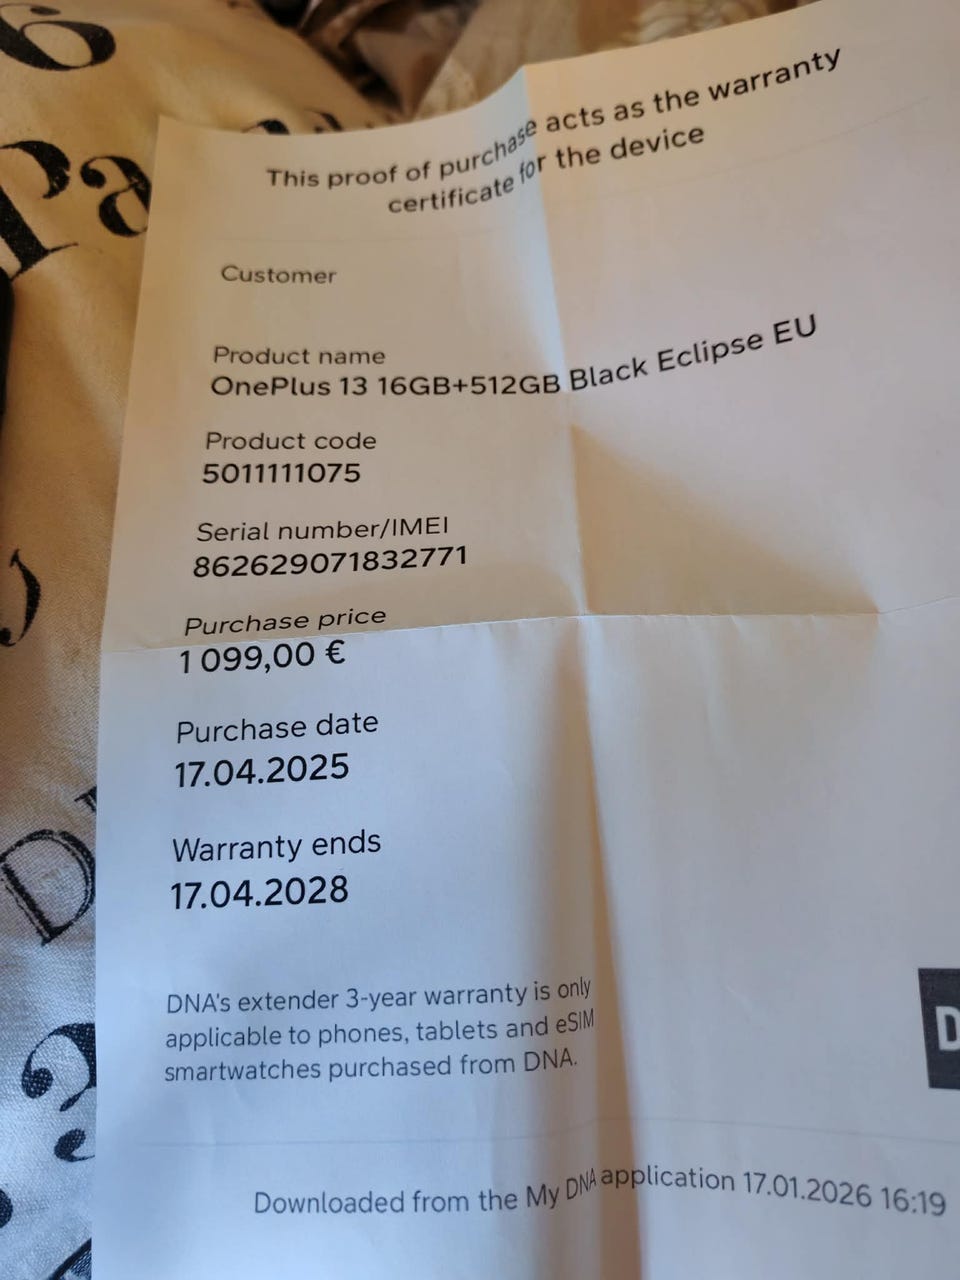 This proof of purchase acts as the warranty
certificate for the device
Customer
Product name
OnePlus 13 16GB+512GB Black Eclipse EU
Product code
5011111075
Serial number/IMEI
862629071832771
Purchase price
1 099,00 €
Purchase date
17.04.2025
Warranty ends
17.04.2028
DNA's extender 3-year warranty is only
applicable to phones, tablets and eSIM
smartwatches purchased from DNA.
D
Downloaded from the My DNA application 17.01.2026 16:19